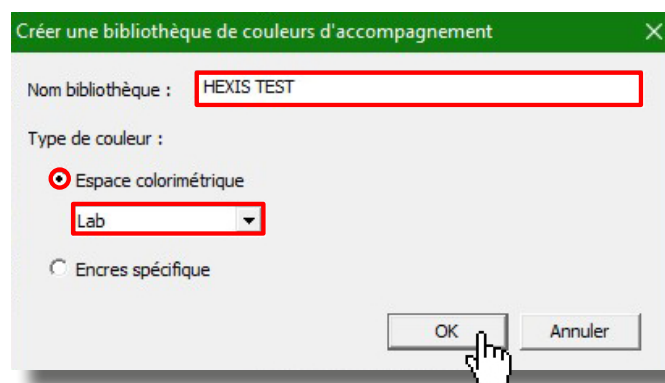 Créer une bibliothèque de couleurs d'accompagnement
Nom bibliothèque : HEXIS TEST
Type de couleur :
Espace colorimétrique
Lab
Encres spécifique
OK Annuler